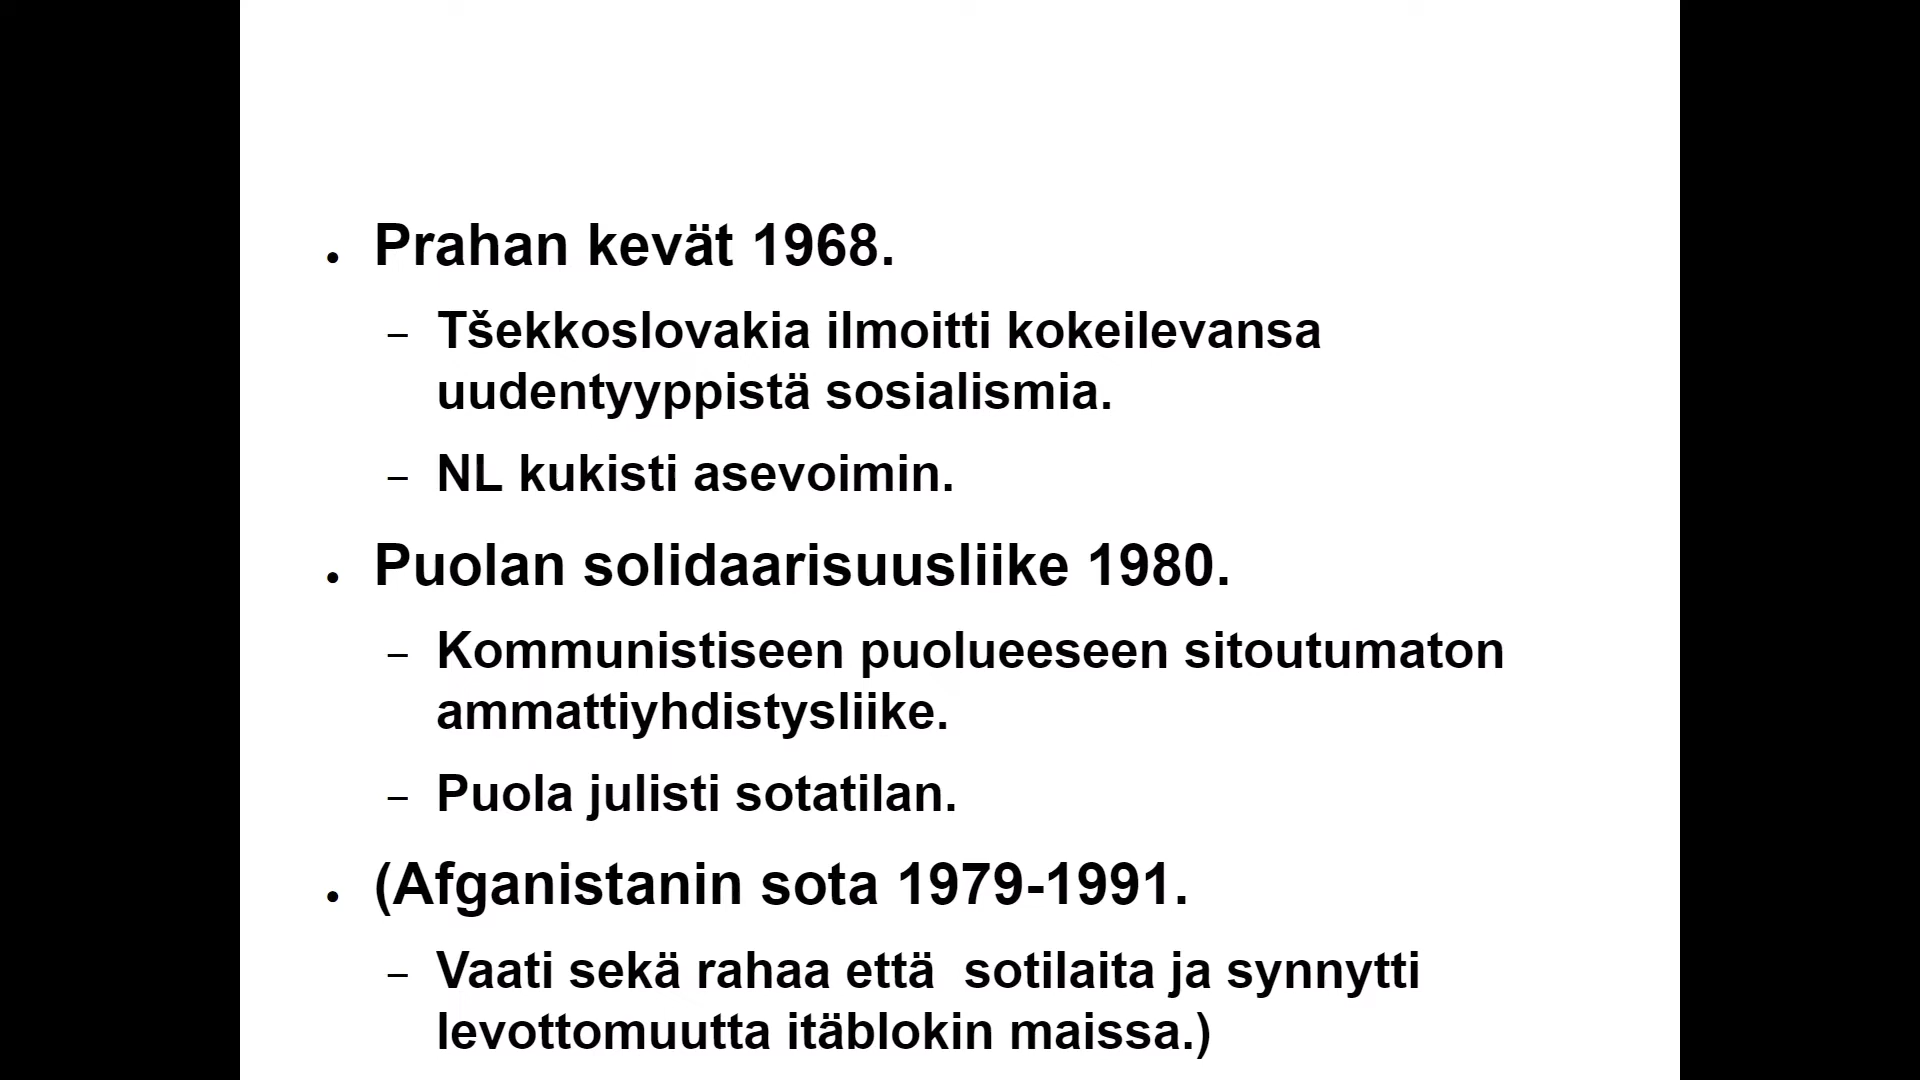 • Prahan kevät 1968.
– Tšekkoslovakia ilmoitti kokeilevansa
uudentyyppistä sosialismia.
– NL kukisti asevoimin.
• Puolan solidaarisuusliike 1980.
– Kommunistiseen puolueeseen sitoutumaton
ammattiyhdistysliike.
– Puola julisti sotatilan.
• (Afganistanin sota 1979-1991.
– Vaati sekä rahaa että  sotilaita ja synnytti
levottomuutta itäblokin maissa.)